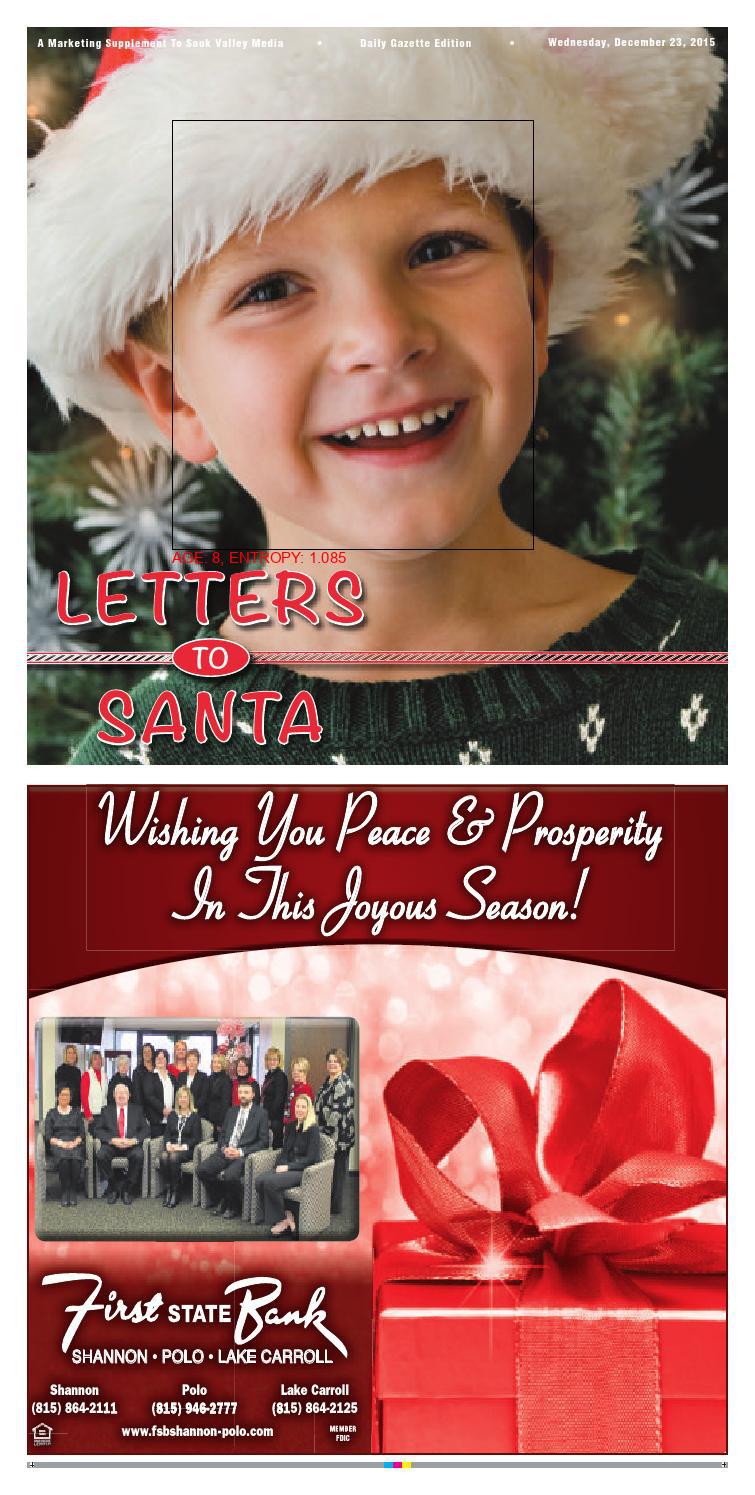 A Marketing Supplement To Sauk Valley Media • Daily Gazette Edition • Wednesday, December 23, 2015
AGE: 8, ENTROPY: 1.085
LETTERS
TO
SANTA
Wishing You Peace & Prosperity
In This Joyous Season!
First STATE Bank
SHANNON • POLO • LAKE CARROLL
Shannon Polo Lake Carroll
(815) 864-2111 (815) 946-2777 (815) 864-2125
www.fsbshannon-polo.com
MEMBER
FDIC